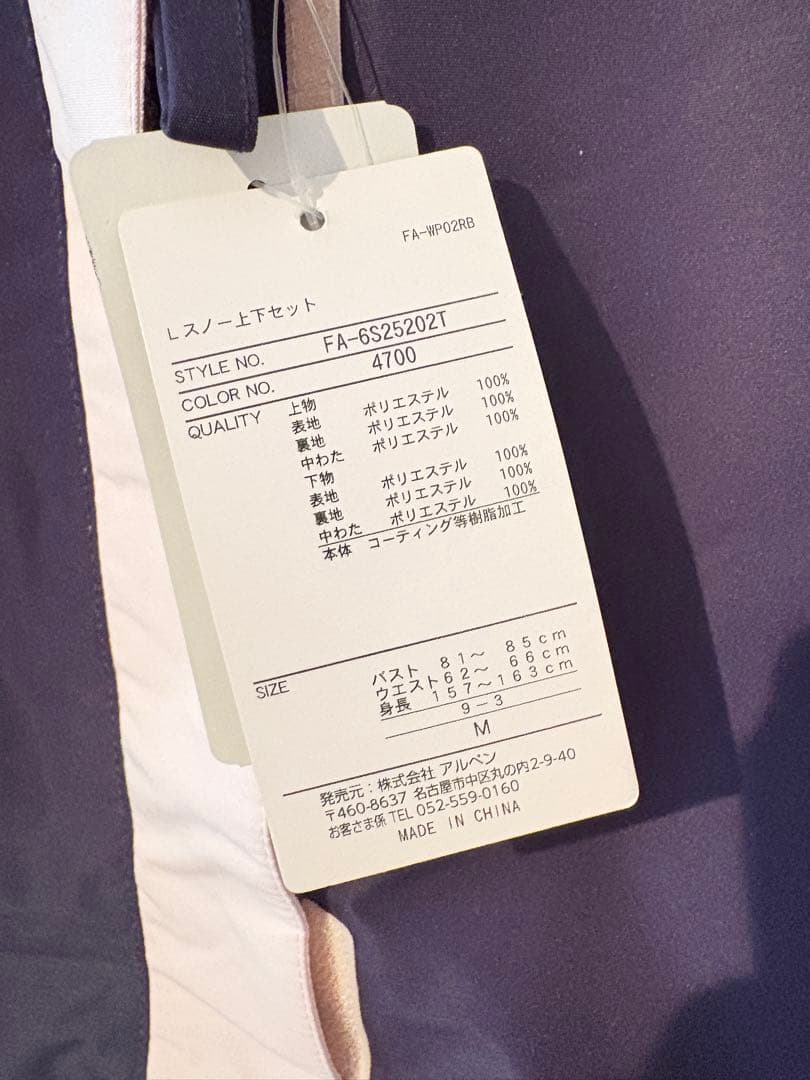 FA-WP02RB
Lスノー上下セット
STYLE NO. FA-6S25202T
COLOR NO. 4700
QUALITY 上物
表地 ポリエステル 100%
裏地 ポリエステル 100%
中わた ポリエステル 100%
下物
表地 ポリエステル 100%
裏地 ポリエステル 100%
中わた ポリエステル 100%
本体 コーティング等樹脂加工
SIZE バスト 81～ 85cm
ウエスト62～ 66cm
身長 157～163cm
9-3
M
発売元：株式会社 アルペン
〒460-8637 名古屋市中区丸の内2-9-40
お客さま係 TEL 052-559-0160
MADE IN CHINA